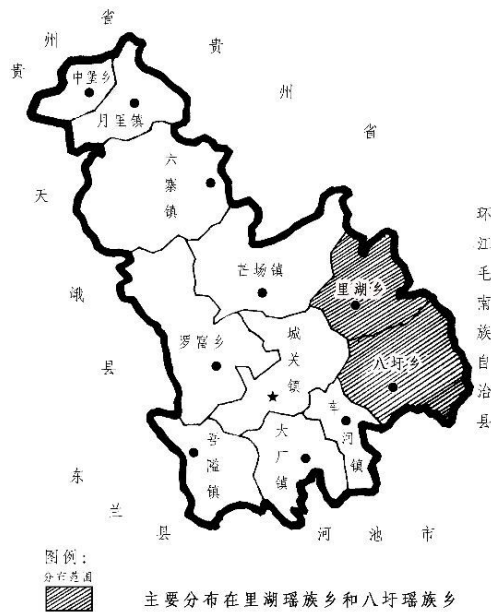 贵州省
贵州省
中堡乡
月里镇
六寨镇
天峨县
芒场镇
里湖乡
环江毛南族自治县
罗富乡
城关镇
八圩乡
车河镇
吾隘镇
大厂镇
东兰县
河池市
图例:
分布范围
主要分布在里湖瑶族乡和八圩瑶族乡